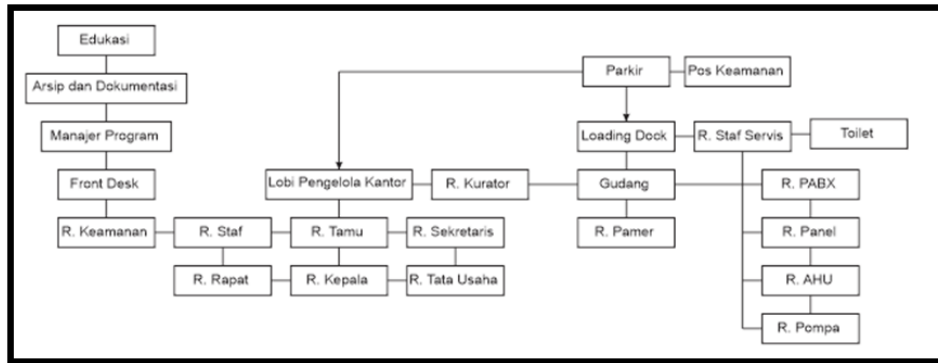 Edukasi
Arsip dan Dokumentasi
Manajer Program
Front Desk
R. Keamanan
R. Staf
R. Tamu
R. Sekretaris
R. Rapat
R. Kepala
R. Tata Usaha
Lobi Pengelola Kantor
R. Kurator
Parkir
Pos Keamanan
Loading Dock
R. Staf Servis
Toilet
Gudang
R. Pamer
R. PABX
R. Panel
R. AHU
R. Pompa